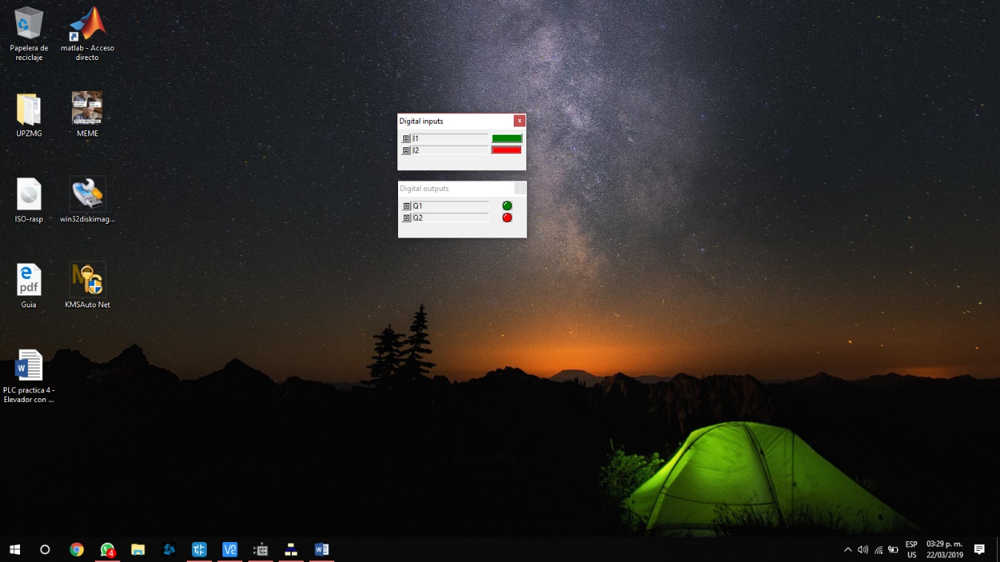 Papelera de
reciclaje
matlab - Acceso
directo
UPZMG
MEME
ISO-rasp
win32diskimag...
pdf
Guia
KMSAuto Net
W
PLC practica 4 -
Elevador con ...
Digital inputs
x
I1
I2
Digital outputs
Q1
Q2
4
W
ESP
US
03:29 p. m.
22/03/2019